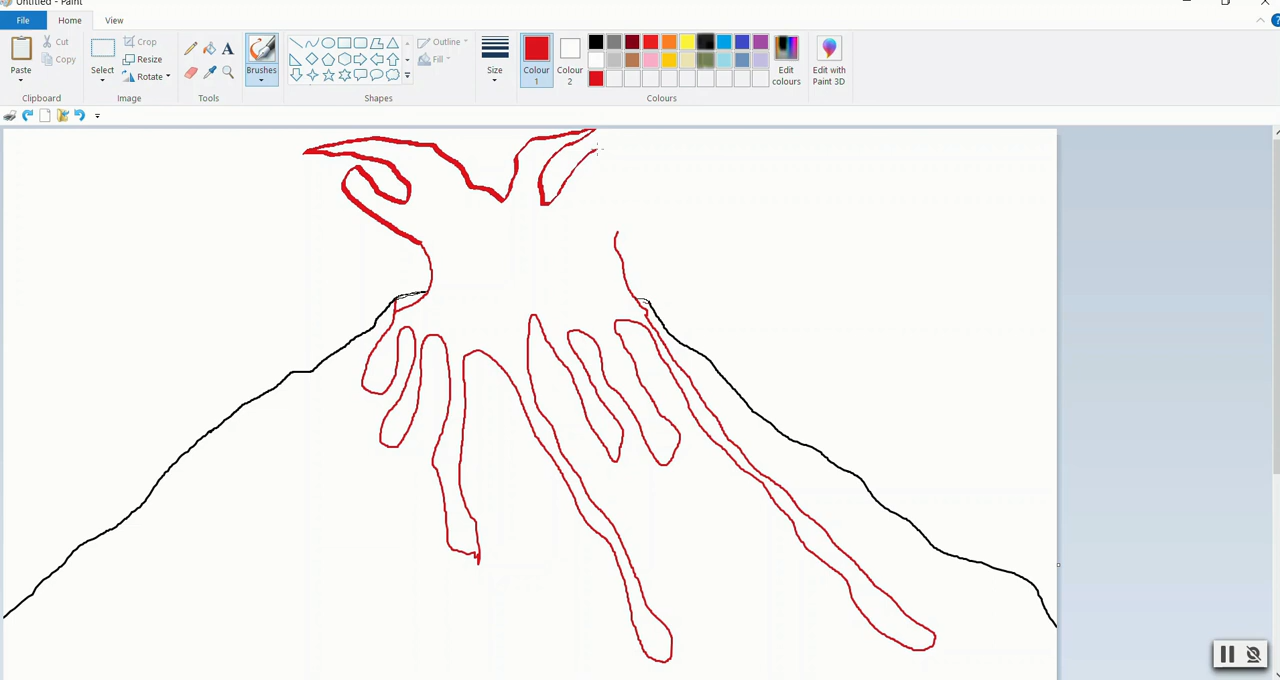 Untitled - Paint
File Home View
Paste
Cut
Copy
Clipboard
Select
Crop
Resize
Rotate
Image
Tools
Brushes
Shapes
Outline
Fill
Size
Colour
1
Colour
2
Colours
Edit
colours
Edit with
Paint 3D